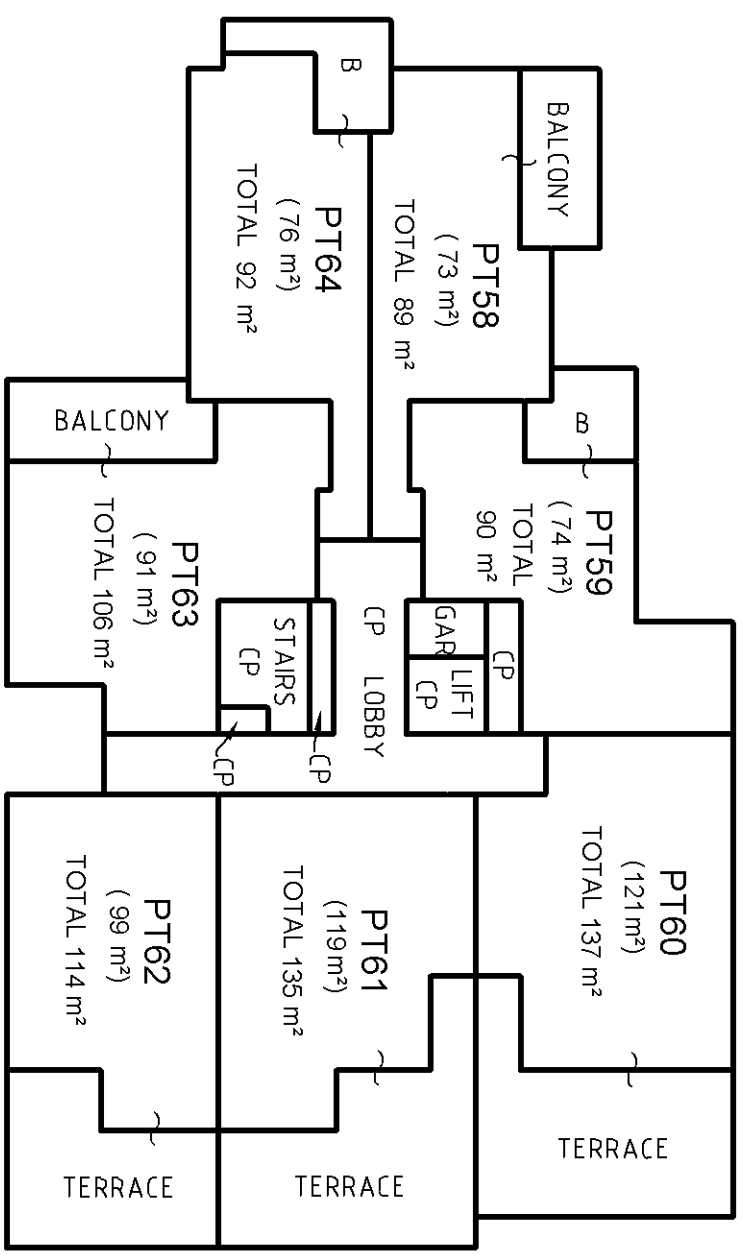 B
BALCONY
PT64
( 76 m²)
TOTAL 92 m²
PT58
( 73 m²)
TOTAL 89 m²
BALCONY
B
PT59
( 74 m²)
TOTAL
90 m²
PT63
( 91 m²)
TOTAL 106 m²
STAIRS
CP
CP
CP
CP LOBBY
GAR
LIFT
CP
CP
PT60
(121 m²)
TOTAL 137 m²
PT61
(119 m²)
TOTAL 135 m²
PT62
( 99 m²)
TOTAL 114 m²
TERRACE
TERRACE
TERRACE